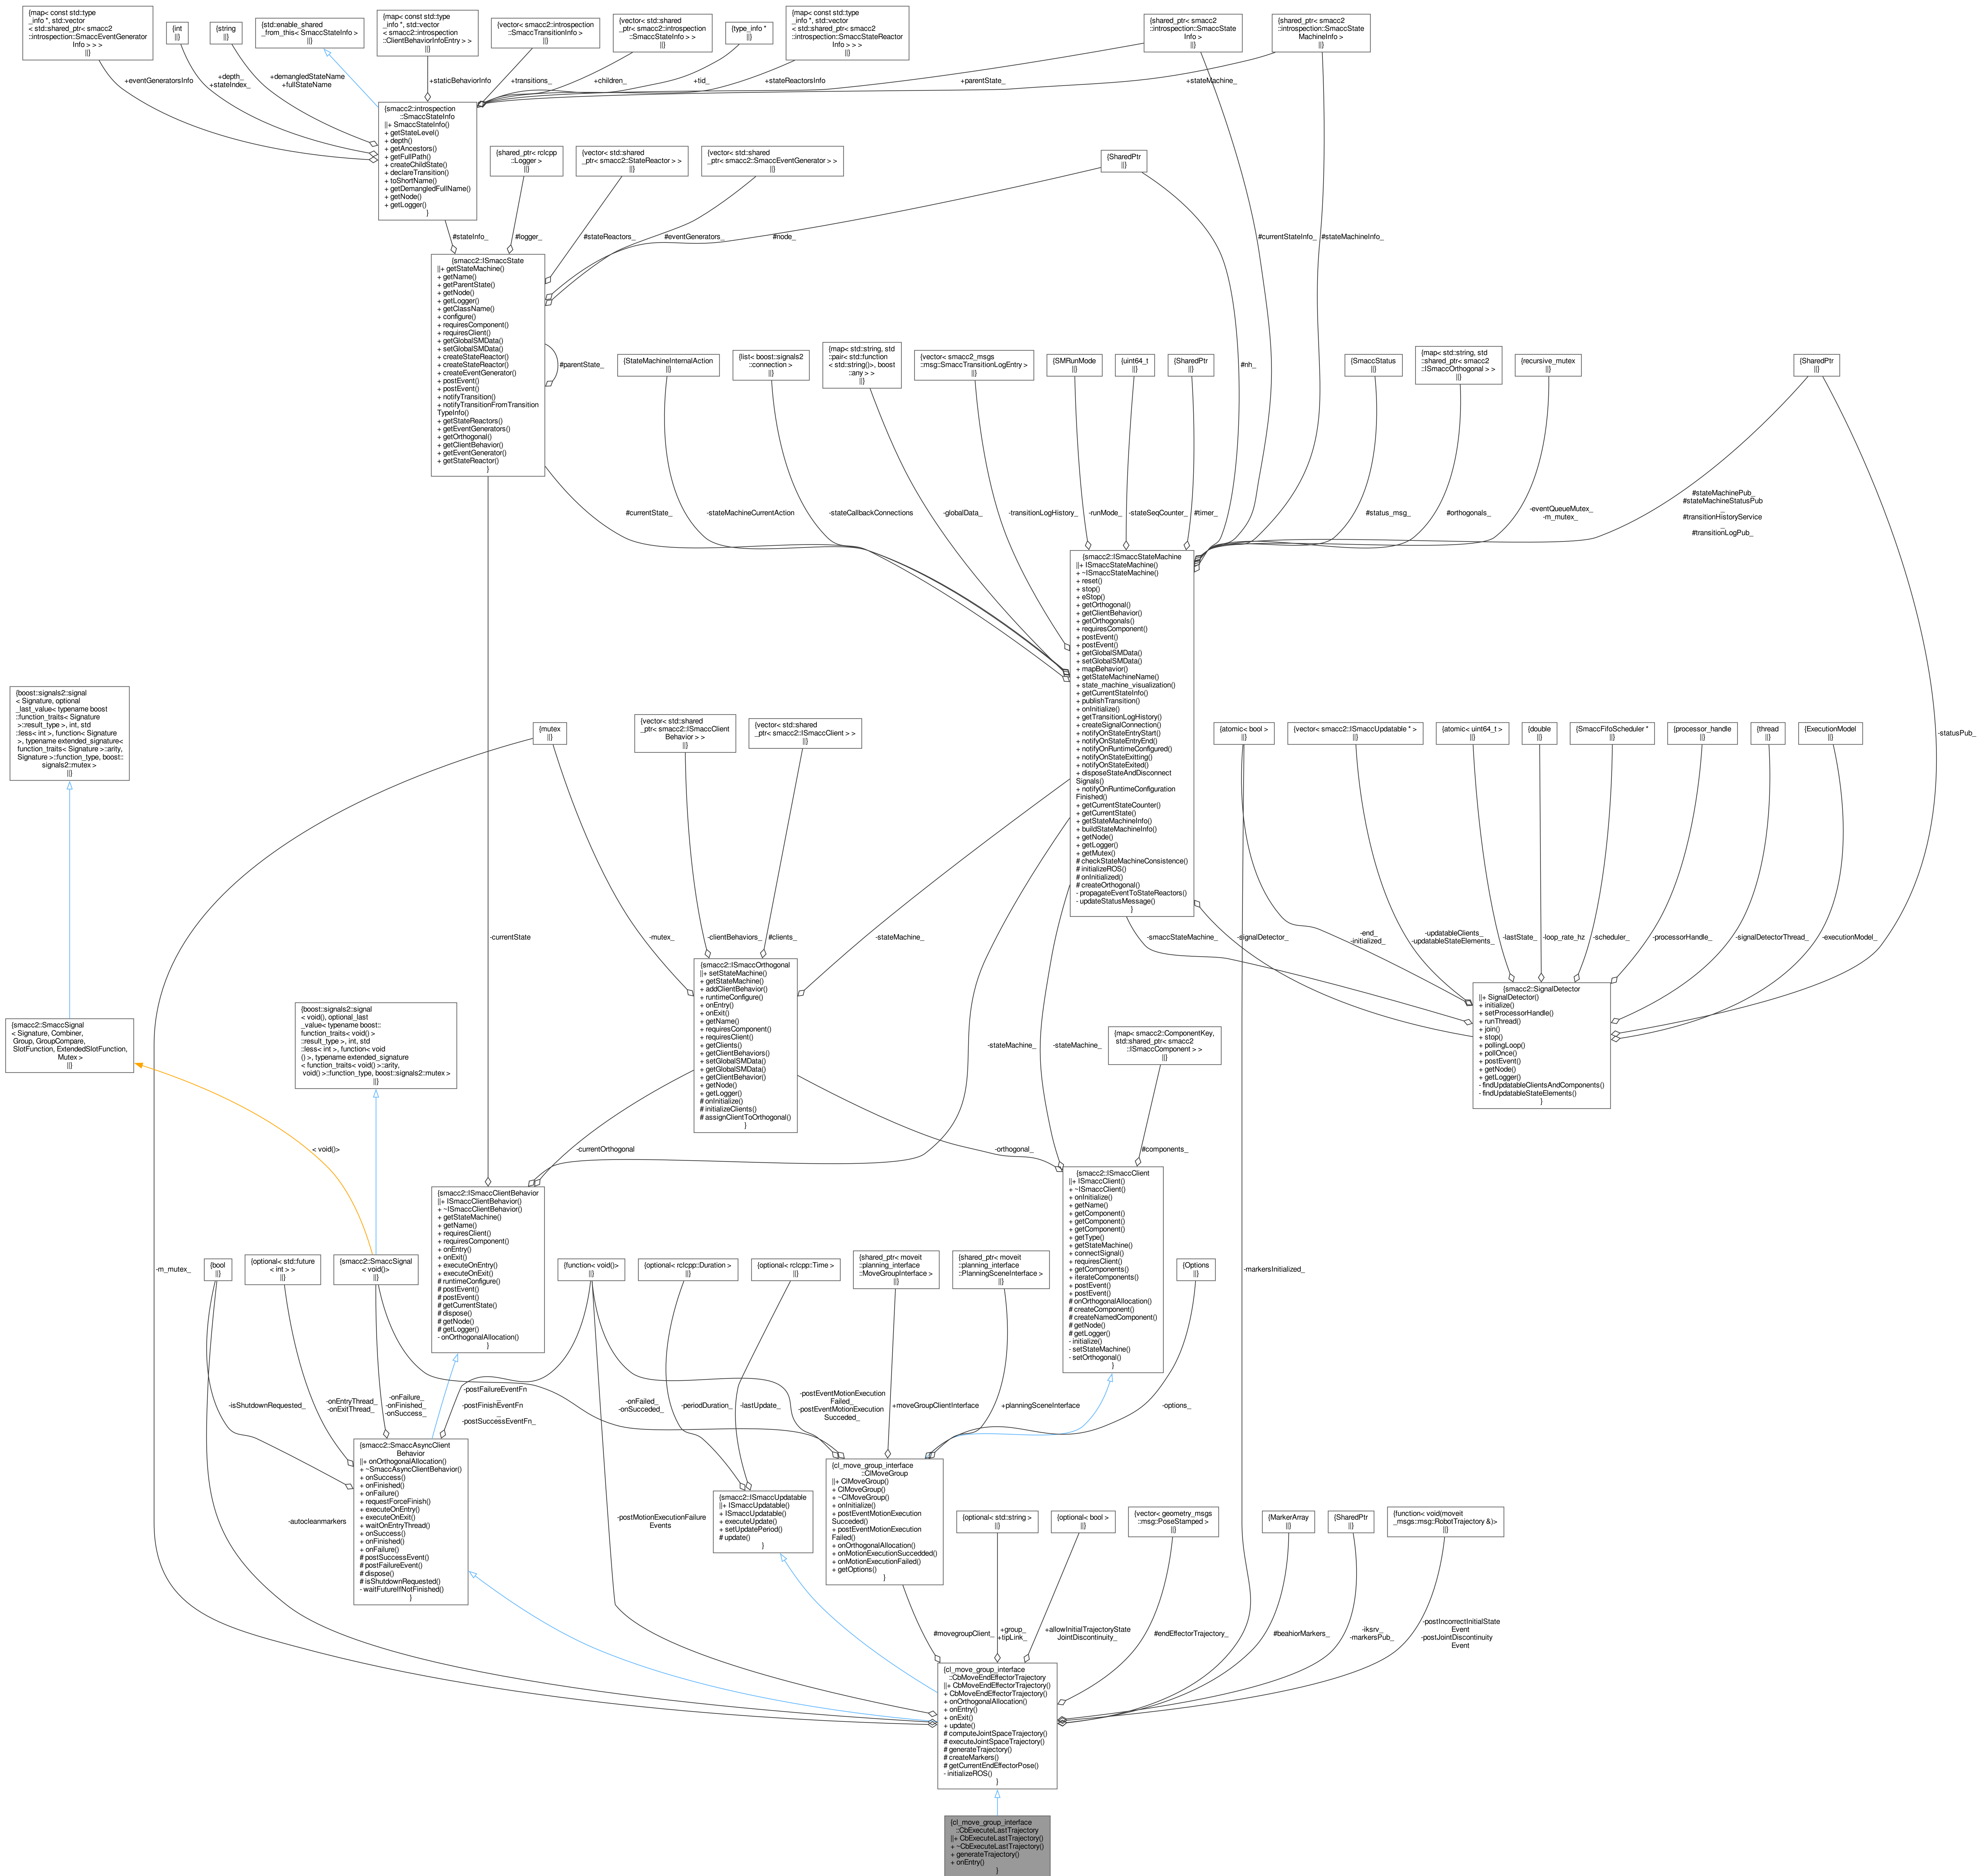 {map< const std::type
_info *, std::vector
< std::shared_ptr< smacc2
::introspection::SmaccEventGenerator
Info > > >
||}
{int
||}
{string
||}
{std::enable_shared
_from_this< SmaccStateInfo >
||}
{map< const std::type
_info *, std::vector
< smacc2::introspection
::ClientBehaviorInfoEntry > >
||}
{vector< smacc2::introspection
::SmaccTransitionInfo >
||}
{vector< std::shared
_ptr< smacc2::introspection
::SmaccStateInfo > >
||}
{type_info *
||}
{map< const std::type
_info *, std::vector
< std::shared_ptr< smacc2
::introspection::SmaccStateReactor
Info > > >
||}
{shared_ptr< smacc2
::introspection::SmaccState
Info >
||}
{shared_ptr< smacc2
::introspection::SmaccState
MachineInfo >
||}
+eventGeneratorsInfo
+depth_
+stateIndex_
+demangledStateName
+fullStateName
+staticBehaviorInfo
+transitions_
+children_
+tid_
+stateReactorsInfo
+parentState_
+stateMachine_
{smacc2::introspection
::SmaccStateInfo
||+ SmaccStateInfo()
+ getStateLevel()
+ depth()
+ getAncestors()
+ getFullPath()
+ createChildState()
+ declareTransition()
+ toShortName()
+ getDemangledFullName()
+ getNode()
+ getLogger()
}
{shared_ptr< rclcpp
::Logger >
||}
{vector< std::shared
_ptr< smacc2::StateReactor > >
||}
{vector< std::shared
_ptr< smacc2::SmaccEventGenerator > >
||}
{SharedPtr
||}
#stateInfo_
#logger_
#stateReactors_
#eventGenerators_
#node_
#currentStateInfo_
#stateMachineInfo_
{smacc2::ISmaccState
||+ getStateMachine()
+ getName()
+ getParentState()
+ getNode()
+ getLogger()
+ getClassName()
+ configure()
+ requiresComponent()
+ requiresClient()
+ getGlobalSMData()
+ setGlobalSMData()
+ createStateReactor()
+ createStateReactor()
+ createEventGenerator()
+ postEvent()
+ postEvent()
+ notifyTransition()
+ notifyTransitionFromTransition
TypeInfo()
+ getStateReactors()
+ getEventGenerators()
+ getOrthogonal()
+ getClientBehavior()
+ getEventGenerator()
+ getStateReactor()
}
#parentState_
#nh_
{StateMachineInternalAction
||}
{list< boost::signals2
::connection >
||}
{map< std::string, std
::pair< std::function
< std::string()>, boost
::any > >
||}
{vector< smacc2_msgs
::msg::SmaccTransitionLogEntry >
||}
{SMRunMode
||}
{uint64_t
||}
{SharedPtr
||}
{SmaccStatus
||}
{map< std::string, std
::shared_ptr< smacc2
::ISmaccOrthogonal > >
||}
{recursive_mutex
||}
{SharedPtr
||}
#currentState_
-stateMachineCurrentAction
-stateCallbackConnections
-globalData_
-transitionLogHistory_
-runMode_
-stateSeqCounter_
#timer_
#status_msg_
#orthogonals_
-eventQueueMutex_
-m_mutex_
#stateMachinePub_
#stateMachineStatusPub
_
#transitionHistoryService
_
#transitionLogPub_
{smacc2::ISmaccStateMachine
||+ ISmaccStateMachine()
+ ~ISmaccStateMachine()
+ reset()
+ stop()
+ eStop()
+ getOrthogonal()
+ getClientBehavior()
+ getOrthogonals()
+ requiresComponent()
+ postEvent()
+ postEvent()
+ getGlobalSMData()
+ setGlobalSMData()
+ mapBehavior()
+ getStateMachineName()
+ state_machine_visualization()
+ getCurrentStateInfo()
+ publishTransition()
+ onInitialize()
+ getTransitionLogHistory()
+ createSignalConnection()
+ notifyOnStateEntryStart()
+ notifyOnStateEntryEnd()
+ notifyOnRuntimeConfigured()
+ notifyOnStateExitting()
+ notifyOnStateExited()
+ disposeStateAndDisconnect
Signals()
+ notifyOnRuntimeConfiguration
Finished()
+ getCurrentStateCounter()
+ getCurrentState()
+ getStateMachineInfo()
+ buildStateMachineInfo()
+ getNode()
+ getLogger()
+ getMutex()
# checkStateMachineConsistence()
# initializeROS()
# onInitialized()
# createOrthogonal()
- propagateEventToStateReactors()
- updateStatusMessage()
}
{boost::signals2::signal
< Signature, optional
_last_value< typename boost
::function_traits< Signature
>::result_type >, int, std
::less< int >, function< Signature
>, typename extended_signature<
function_traits< Signature >::arity,
Signature >::function_type, boost::
signals2::mutex >
||}
{mutex
||}
{vector< std::shared
_ptr< smacc2::ISmaccClient
Behavior > >
||}
{vector< std::shared
_ptr< smacc2::ISmaccClient > >
||}
{atomic< bool >
||}
{vector< smacc2::ISmaccUpdatable * >
||}
{atomic< uint64_t >
||}
{double
||}
{SmaccFifoScheduler *
||}
{processor_handle
||}
{thread
||}
{ExecutionModel
||}
-statusPub_
-currentState
-mutex_
-clientBehaviors_
#clients_
-stateMachine_
-smaccStateMachine_
-signalDetector_
-end_
-initialized_
-updatableClients_
-updatableStateElements_
-lastState_
-loop_rate_hz
-scheduler_
-processorHandle_
-signalDetectorThread_
-executionModel_
{smacc2::ISmaccOrthogonal
||+ setStateMachine()
+ getStateMachine()
+ addClientBehavior()
+ runtimeConfigure()
+ onEntry()
+ onExit()
+ getName()
+ requiresComponent()
+ requiresClient()
+ getClients()
+ getClientBehaviors()
+ setGlobalSMData()
+ getGlobalSMData()
+ getClientBehavior()
+ getNode()
+ getLogger()
# onInitialize()
# initializeClients()
# assignClientToOrthogonal()
}
{smacc2::SignalDetector
||+ SignalDetector()
+ initialize()
+ setProcessorHandle()
+ runThread()
+ join()
+ stop()
+ pollingLoop()
+ pollOnce()
+ postEvent()
+ getNode()
+ getLogger()
- findUpdatableClientsAndComponents()
- findUpdatableStateElements()
}
{smacc2::SmaccSignal
< Signature, Combiner,
Group, GroupCompare,
SlotFunction, ExtendedSlotFunction,
Mutex >
||}
{boost::signals2::signal
< void(), optional_last
_value< typename boost::
function_traits< void() >
::result_type >, int, std
::less< int >, function< void
() >, typename extended_signature
< function_traits< void() >::arity,
void() >::function_type, boost::signals2::mutex >
||}
{map< smacc2::ComponentKey,
std::shared_ptr< smacc2
::ISmaccComponent > >
||}
< void()>
-currentOrthogonal
-stateMachine_
-stateMachine_
-orthogonal_
#components_
{smacc2::ISmaccClientBehavior
||+ ISmaccClientBehavior()
+ ~ISmaccClientBehavior()
+ getStateMachine()
+ getName()
+ requiresClient()
+ requiresComponent()
+ onEntry()
+ onExit()
+ executeOnEntry()
+ executeOnExit()
# runtimeConfigure()
# postEvent()
# postEvent()
# getCurrentState()
# dispose()
# getNode()
# getLogger()
- onOrthogonalAllocation()
}
{smacc2::ISmaccClient
||+ ISmaccClient()
+ ~ISmaccClient()
+ onInitialize()
+ getName()
+ getComponent()
+ getComponent()
+ getComponent()
+ getType()
+ getStateMachine()
+ connectSignal()
+ requiresClient()
+ getComponents()
+ iterateComponents()
+ postEvent()
+ postEvent()
# onOrthogonalAllocation()
# createComponent()
# createNamedComponent()
# getNode()
# getLogger()
- initialize()
- setStateMachine()
- setOrthogonal()
}
-m_mutex_
{bool
||}
{optional< std::future
< int > >
||}
{smacc2::SmaccSignal
< void()>
||}
{function< void()>
||}
{optional< rclcpp::Duration >
||}
{optional< rclcpp::Time >
||}
{shared_ptr< moveit
::planning_interface
::MoveGroupInterface >
||}
{shared_ptr< moveit
::planning_interface
::PlanningSceneInterface >
||}
{Options
||}
-markersInitialized_
-isShutdownRequested_
-onEntryThread_
-onExitThread_
-onFailure_
-onFinished_
-onSuccess_
-postFailureEventFn
_
-postFinishEventFn
_
-postSuccessEventFn_
-onFailed_
-onSucceded_
-periodDuration_
-lastUpdate_
-postEventMotionExecution
Failed_
-postEventMotionExecution
Succeded_
+moveGroupClientInterface
+planningSceneInterface
-options_
{smacc2::SmaccAsyncClient
Behavior
||+ onOrthogonalAllocation()
+ ~SmaccAsyncClientBehavior()
+ onSuccess()
+ onFinished()
+ onFailure()
+ requestForceFinish()
+ executeOnEntry()
+ executeOnExit()
+ waitOnEntryThread()
+ onSuccess()
+ onFinished()
+ onFailure()
# postSuccessEvent()
# postFailureEvent()
# dispose()
# isShutdownRequested()
- waitFutureIfNotFinished()
}
{smacc2::ISmaccUpdatable
||+ ISmaccUpdatable()
+ ISmaccUpdatable()
+ executeUpdate()
+ setUpdatePeriod()
# update()
}
{cl_move_group_interface
::ClMoveGroup
||+ ClMoveGroup()
+ ClMoveGroup()
+ ~ClMoveGroup()
+ onInitialize()
+ postEventMotionExecution
Succeded()
+ postEventMotionExecution
Failed()
+ onOrthogonalAllocation()
+ onMotionExecutionSuccedded()
+ onMotionExecutionFailed()
+ getOptions()
}
{optional< std::string >
||}
{optional< bool >
||}
{vector< geometry_msgs
::msg::PoseStamped >
||}
{MarkerArray
||}
{SharedPtr
||}
{function< void(moveit
_msgs::msg::RobotTrajectory &)>
||}
-autocleanmarkers
-postMotionExecutionFailure
Events
#movegroupClient_
+group_
+tipLink_
+allowInitialTrajectoryState
JointDiscontinuity_
#endEffectorTrajectory_
#beahiorMarkers_
-iksrv_
-markersPub_
-postIncorrectInitialState
Event
-postJointDiscontinuity
Event
{cl_move_group_interface
::CbMoveEndEffectorTrajectory
||+ CbMoveEndEffectorTrajectory()
+ CbMoveEndEffectorTrajectory()
+ onOrthogonalAllocation()
+ onEntry()
+ onExit()
+ update()
# computeJointSpaceTrajectory()
# executeJointSpaceTrajectory()
# generateTrajectory()
# createMarkers()
# getCurrentEndEffectorPose()
- initializeROS()
}
{cl_move_group_interface
::CbExecuteLastTrajectory
||+ CbExecuteLastTrajectory()
+ ~CbExecuteLastTrajectory()
+ generateTrajectory()
+ onEntry()
}